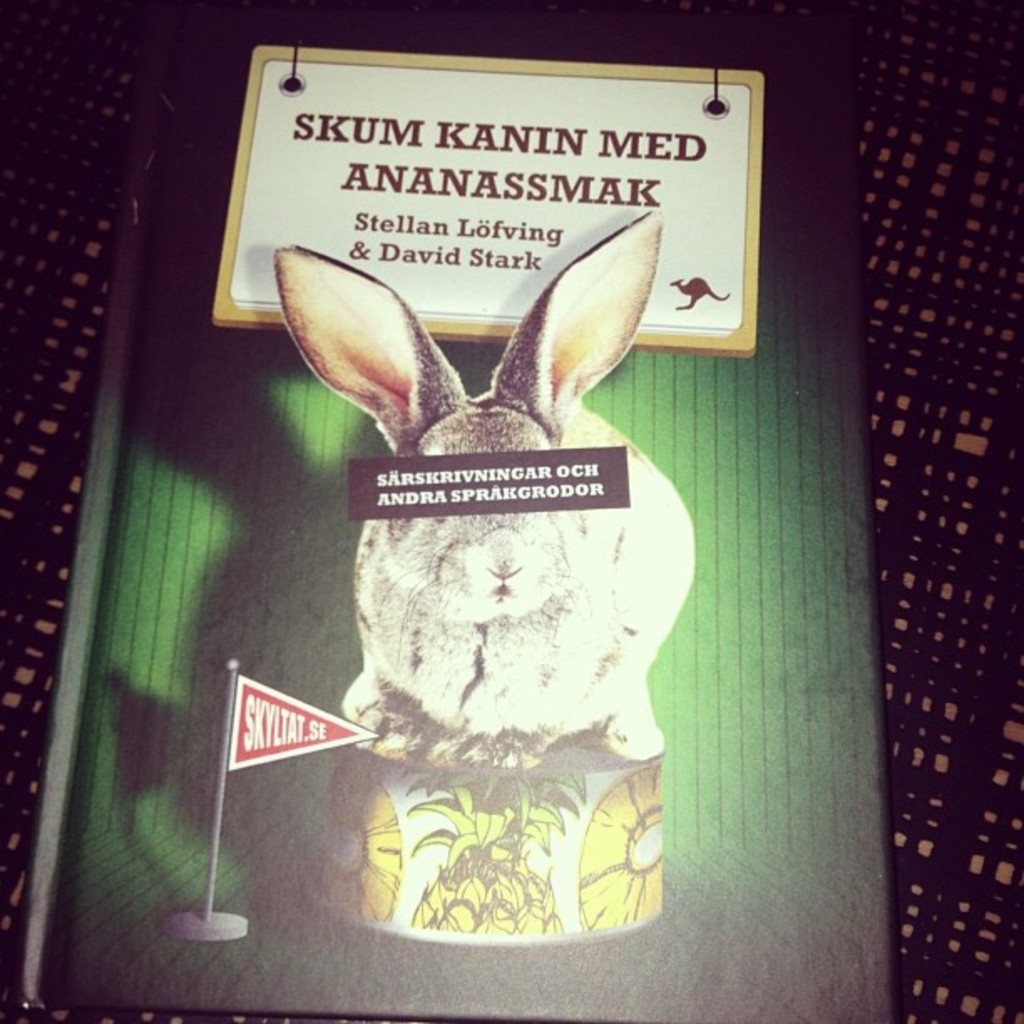 SKUM KANIN MED
ANANASSMAK
Stellan Löfving
& David Stark
SÄRSKRIVNINGAR OCH
ANDRA SPRÅKGRODOR
SKYLTAT.SE